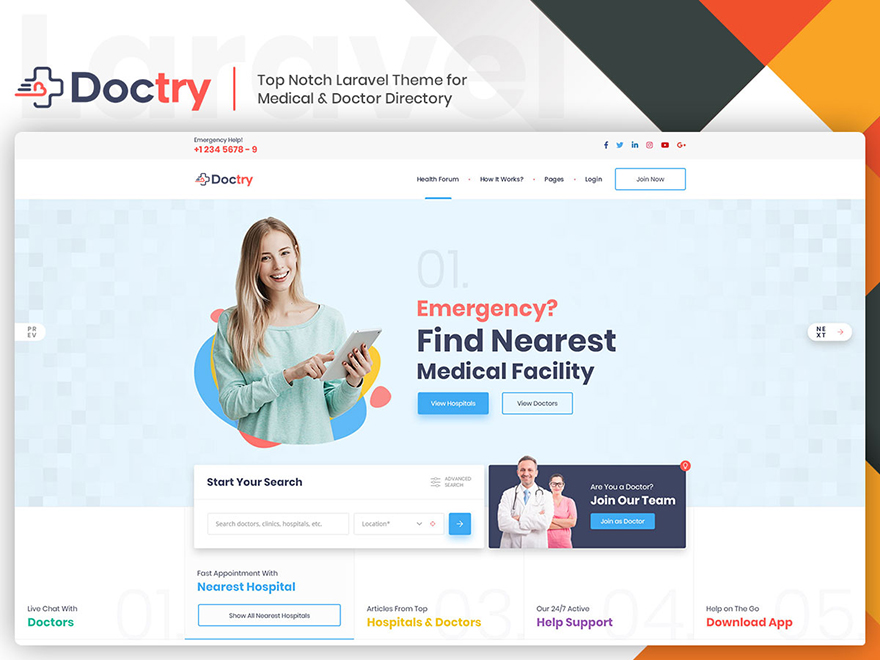 Laravel
Doctry
Top Notch Laravel Theme for
Medical & Doctor Directory
Emergency Help!
+1 234 5678 - 9
Doctry
Health Forum
How It Works?
Pages
Login
Join Now
PR
EV
01.
Emergency?
Find Nearest
Medical Facility
View Hospitals
View Doctors
NE
XT
Start Your Search
ADVANCED
SEARCH
Search doctors, clinics, hospitals, etc.
Location*
Are You a Doctor?
Join Our Team
Join as Doctor
01.
Live Chat With
Doctors
Fast Appointment With
Nearest Hospital
Show All Nearest Hospitals
03.
Articles From Top
Hospitals & Doctors
04.
Our 24/7 Active
Help Support
05.
Help on The Go
Download App